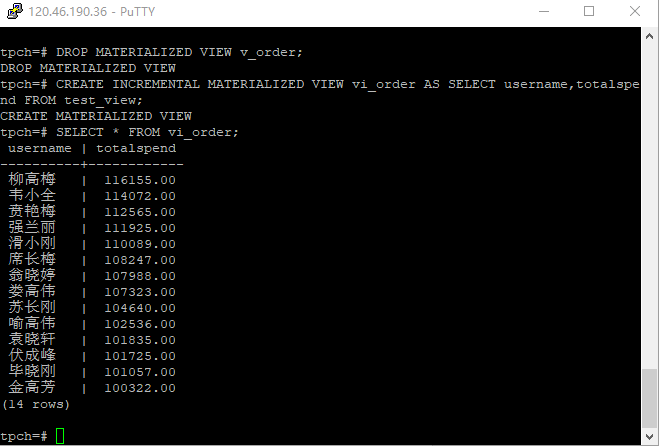 120.46.190.36 - PuTTY
tpch=# DROP MATERIALIZED VIEW v_order;
DROP MATERIALIZED VIEW
tpch=# CREATE INCREMENTAL MATERIALIZED VIEW vi_order AS SELECT username,totalspe
nd FROM test_view;
CREATE MATERIALIZED VIEW
tpch=# SELECT * FROM vi_order;
 username | totalspend
----------+------------
 柳高梅   |  116155.00
 韦小全   |  114072.00
 贲艳梅   |  112565.00
 强兰丽   |  111925.00
 滑小刚   |  110089.00
 席长梅   |  108247.00
 翁晓婷   |  107988.00
 娄高伟   |  107323.00
 苏长刚   |  104640.00
 喻高伟   |  102536.00
 袁晓轩   |  101835.00
 伏成峰   |  101725.00
 毕晓刚   |  101057.00
 金高芳   |  100322.00
(14 rows)
tpch=#